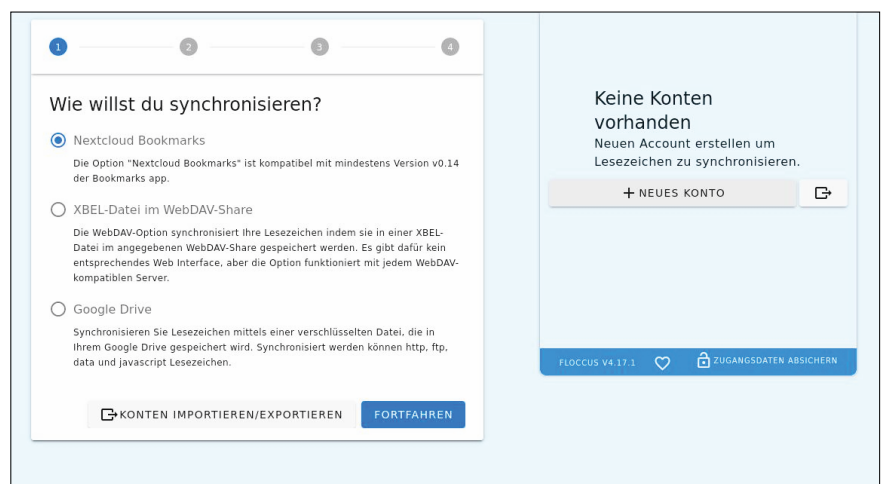 1
2
3
4
Wie willst du synchronisieren?
Nextcloud Bookmarks
Die Option "Nextcloud Bookmarks" ist kompatibel mit mindestens Version v0.14
der Bookmarks app.
XBEL-Datei im WebDAV-Share
Die WebDAV-Option synchronisiert Ihre Lesezeichen indem sie in einer XBEL-
Datei im angegebenen WebDAV-Share gespeichert werden. Es gibt dafür kein
entsprechendes Web Interface, aber die Option funktioniert mit jedem WebDAV-
kompatiblen Server.
Google Drive
Synchronisieren Sie Lesezeichen mittels einer verschlüsselten Datei, die in
Ihrem Google Drive gespeichert wird. Synchronisiert werden können http, ftp,
data und javascript Lesezeichen.
KONTEN IMPORTIEREN/EXPORTIEREN
FORTFAHREN
Keine Konten
vorhanden
Neuen Account erstellen um
Lesezeichen zu synchronisieren.
+ NEUES KONTO
FLOCCUS V4.17.1
ZUGANGSDATEN ABSICHERN